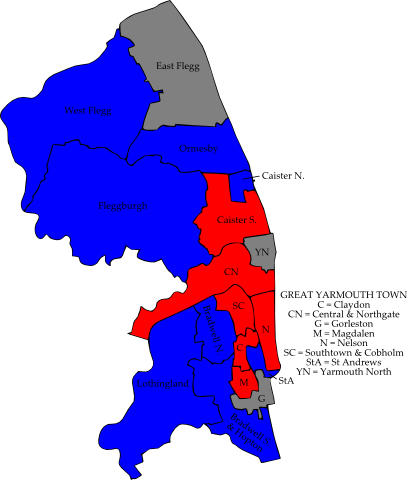 East Flegg
West Flegg
Ormesby
Caister N.
Fleggburgh
Caister S.
YN
CN
GREAT YARMOUTH TOWN
C = Claydon
CN = Central & Northgate
G = Gorleston
M = Magdalen
N = Nelson
SC = Southtown & Cobholm
StA = St Andrews
YN = Yarmouth North
SC
Bradwell N.
N
C
StA
Lothingland
M
G
Bradwell S
& Hopton